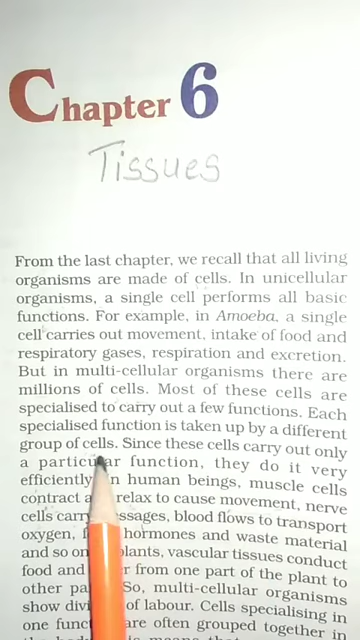 Chapter 6
Tissues
From the last chapter, we recall that all living
organisms are made of cells. In unicellular
organisms, a single cell performs all basic
functions. For example, in Amoeba, a single
cell carries out movement, intake of food and
respiratory gases, respiration and excretion.
But in multi-cellular organisms there are
millions of cells. Most of these cells are
specialised to carry out a few functions. Each
specialised function is taken up by a different
group of cells. Since these cells carry out only
a particular function, they do it very
efficiently. In human beings, muscle cells
contract and relax to cause movement, nerve
cells carry messages, blood flows to transport
oxygen, hormones and waste material
and so on. plants, vascular tissues conduct
food and from one part of the plant to
other So, multi-cellular organisms
show of labour. Cells specialising in
one are often grouped together in
is means that